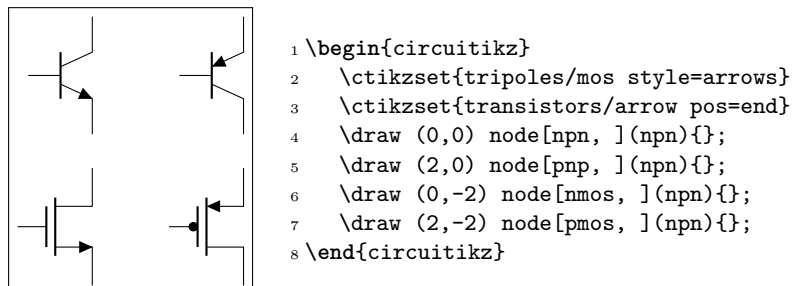 1 \begin{circuitikz}
2    \ctikzset{tripoles/mos style=arrows}
3    \ctikzset{transistors/arrow pos=end}
4    \draw (0,0) node[npn, ](npn){};
5    \draw (2,0) node[pnp, ](npn){};
6    \draw (0,-2) node[nmos, ](npn){};
7    \draw (2,-2) node[pmos, ](npn){};
8 \end{circuitikz}